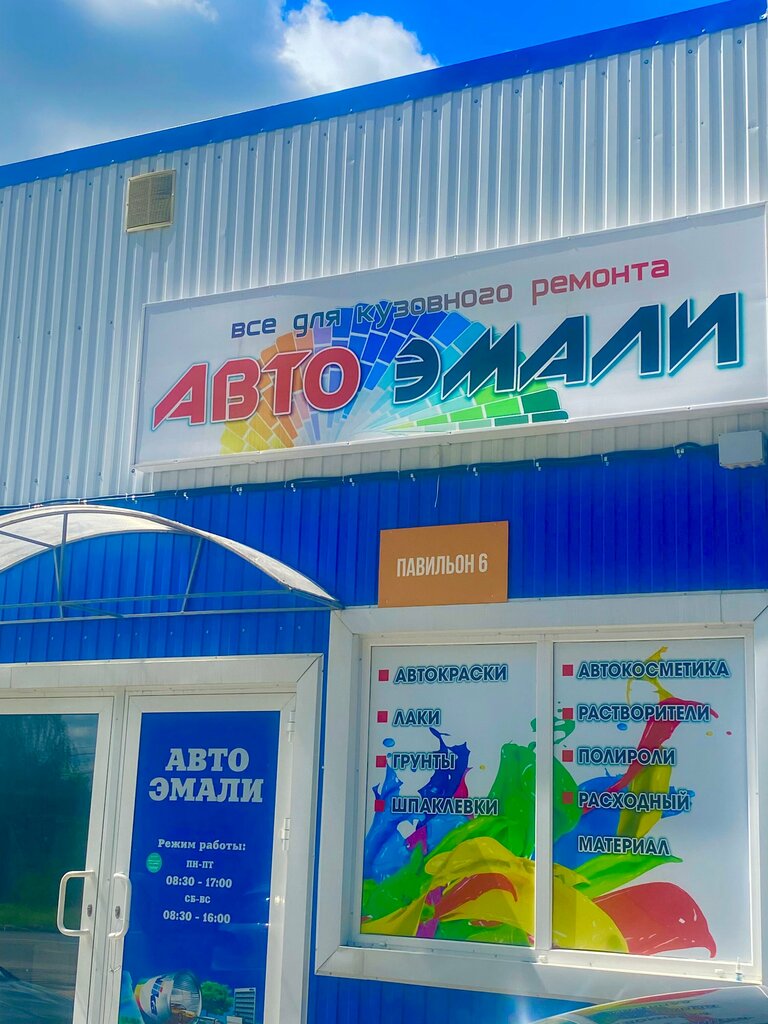 все для кузовного ремонта
АВТО ЭМАЛИ
ПАВИЛЬОН 6
АВТОКРАСКИ
ЛАКИ
ГРУНТЫ
ШПАКЛЕВКИ
АВТОКОСМЕТИКА
РАСТВОРИТЕЛИ
ПОЛИРОЛИ
РАСХОДНЫЙ
МАТЕРИАЛ
АВТО
ЭМАЛИ
Режим работы:
ПН-ПТ
08:30 - 17:00
СБ-ВС
08:30 - 16:00